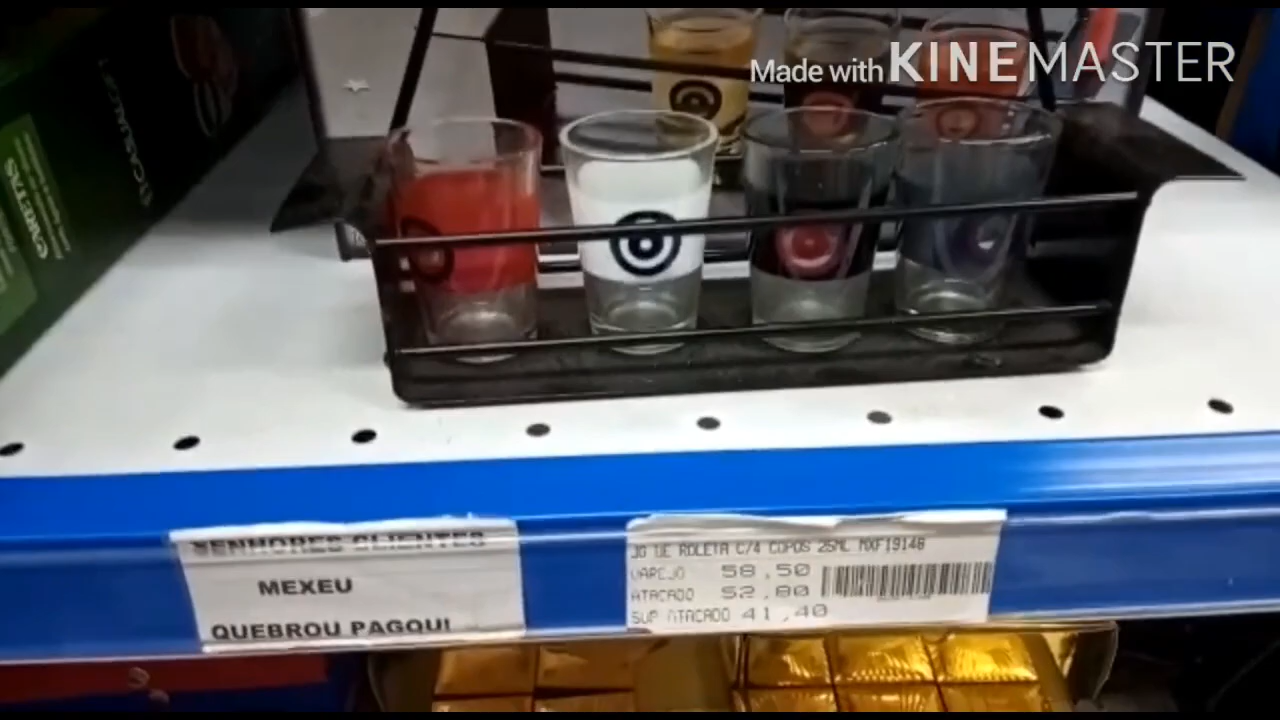 Made with KINEMASTER
SENHORES CLIENTES
MEXEU
QUEBROU PAGOU!
JG DE ROLETA C/4 COPOS 25ML MXF19148
VAREJO 58,50
ATACADO 52,80
SUP ATACADO 41,40